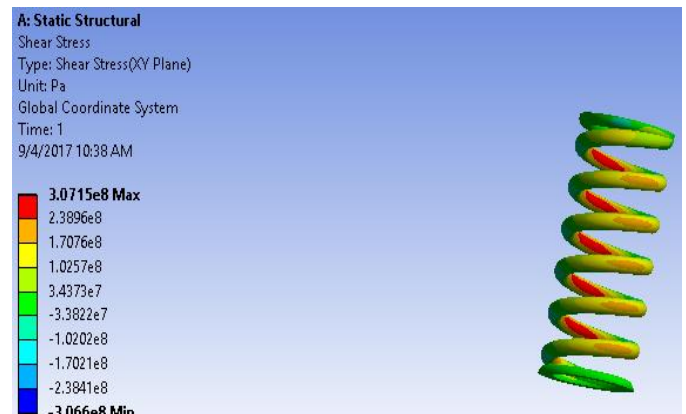 A: Static Structural
Shear Stress
Type: Shear Stress(XY Plane)
Unit: Pa
Global Coordinate System
Time: 1
9/4/2017 10:38 AM
3.0715e8 Max
2.3896e8
1.7076e8
1.0257e8
3.4373e7
-3.3822e7
-1.0202e8
-1.7021e8
-2.3841e8
-3.066e8 Min